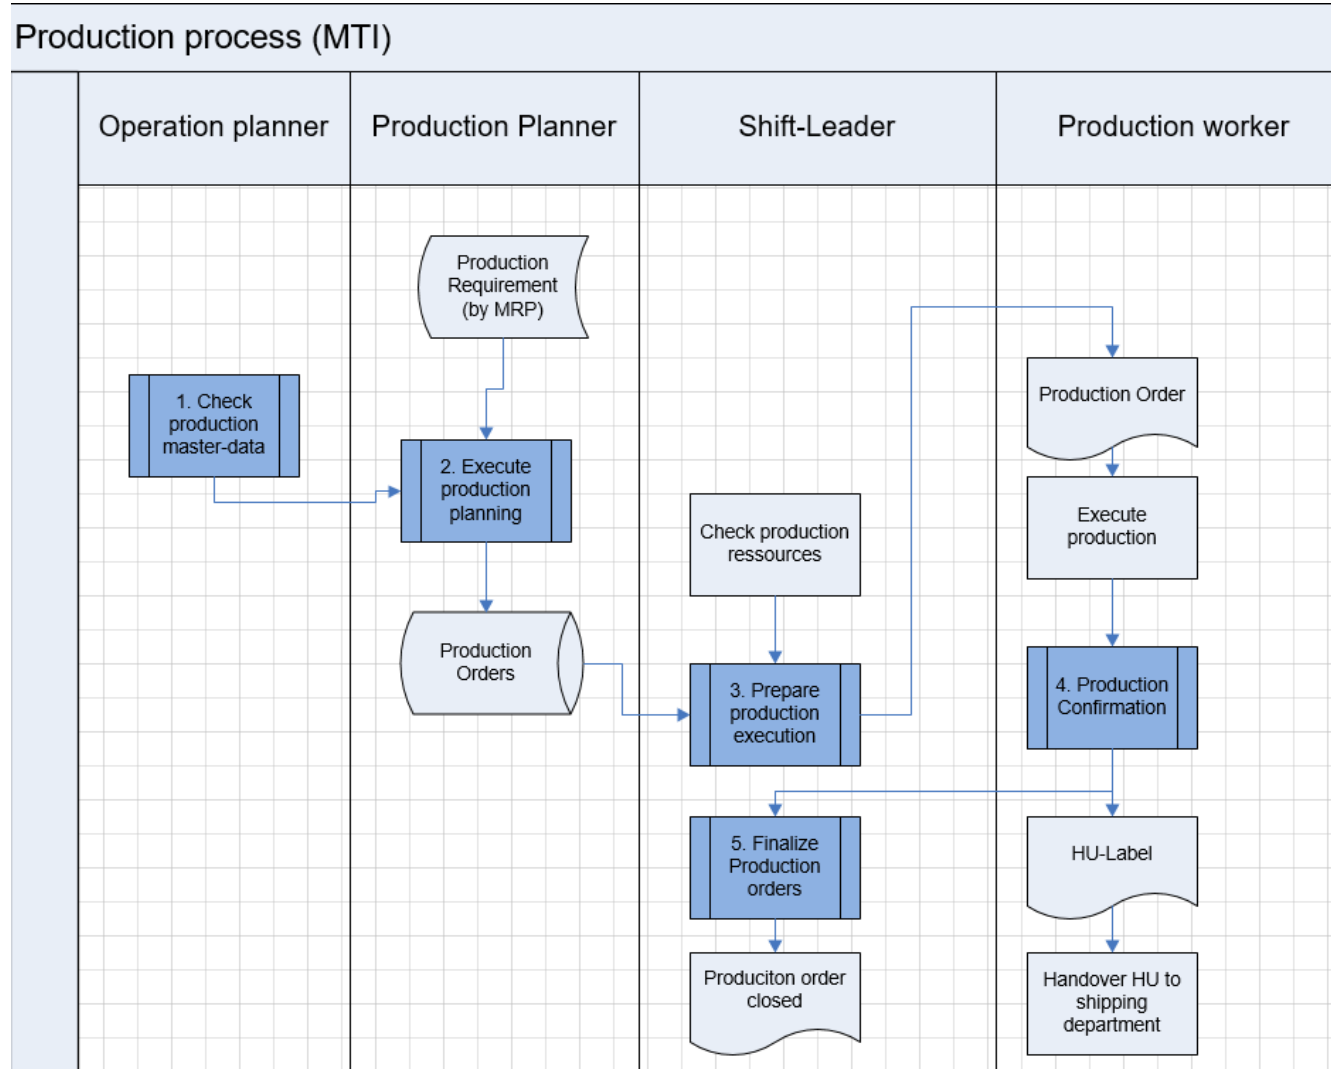 Production process (MTI)
Operation planner
Production Planner
Shift-Leader
Production worker
Production
Requirement
(by MRP)
1. Check
production
master-data
2. Execute
production
planning
Production
Orders
Check production
ressources
3. Prepare
production
execution
Production Order
Execute
production
4. Production
Confirmation
5. Finalize
Production
orders
HU-Label
Produciton order
closed
Handover HU to
shipping
department